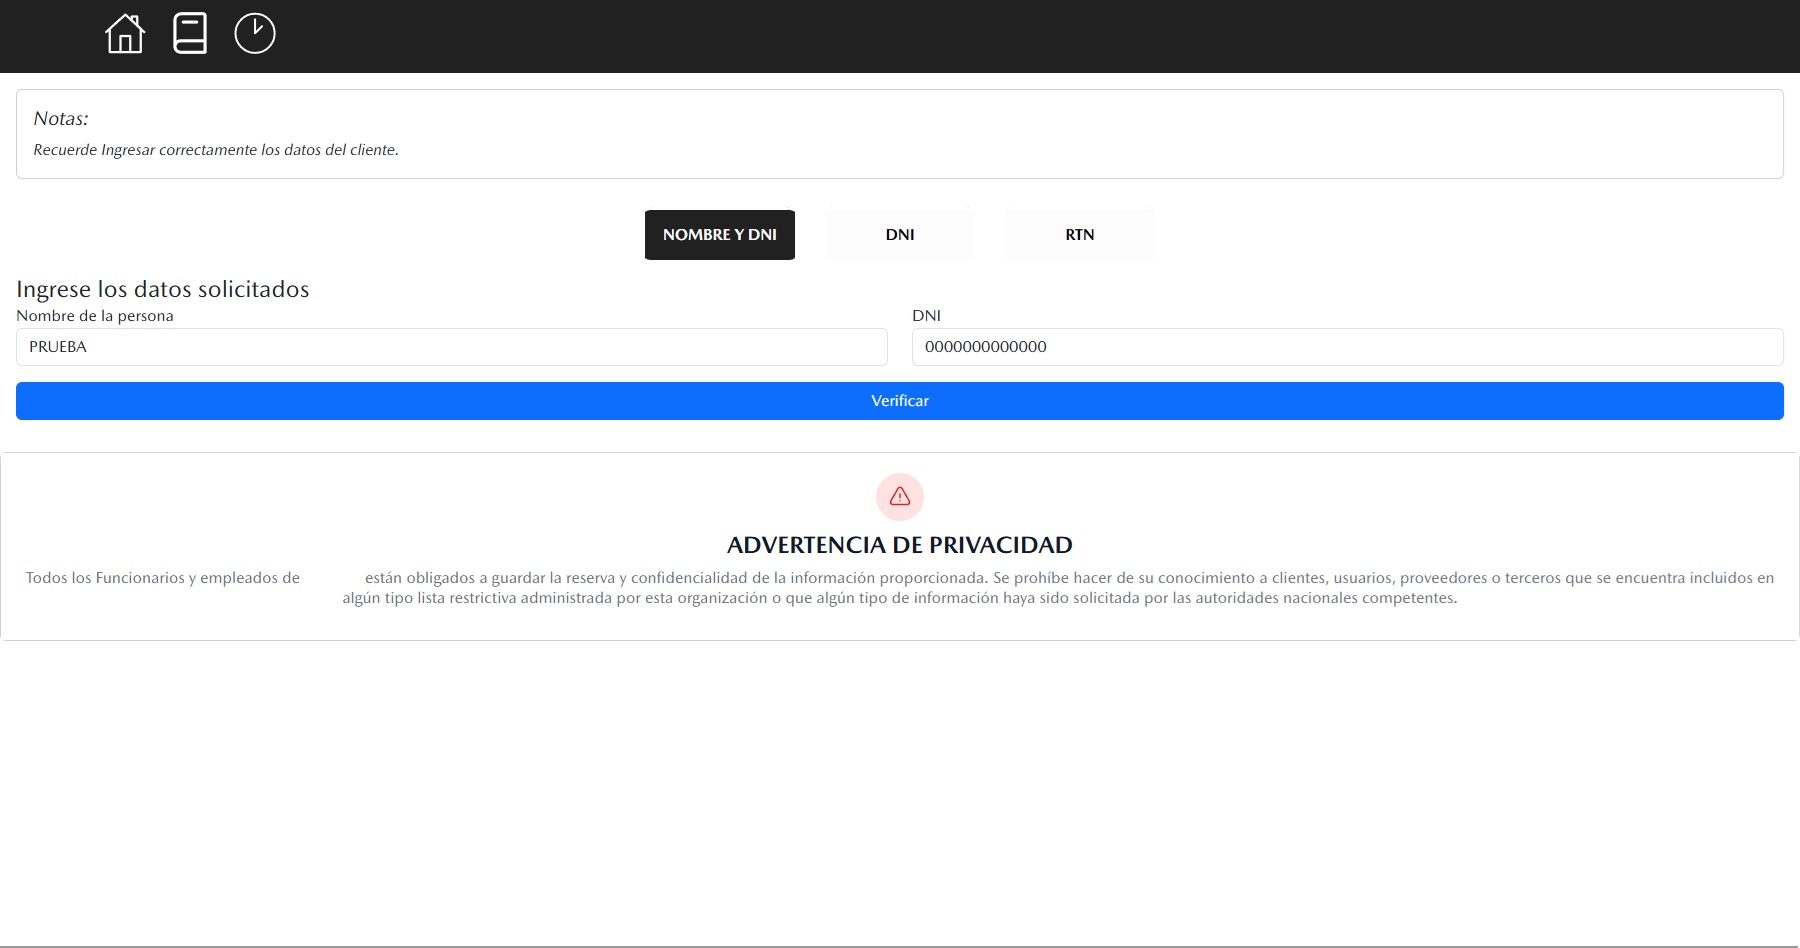 Notas:
Recuerde Ingresar correctamente los datos del cliente.
NOMBRE Y DNI
DNI
RTN
Ingrese los datos solicitados
Nombre de la persona
DNI
PRUEBA
0000000000000
Verificar
ADVERTENCIA DE PRIVACIDAD
Todos los Funcionarios y empleados de están obligados a guardar la reserva y confidencialidad de la información proporcionada. Se prohíbe hacer de su conocimiento a clientes, usuarios, proveedores o terceros que se encuentra incluidos en
algún tipo lista restrictiva administrada por esta organización o que algún tipo de información haya sido solicitada por las autoridades nacionales competentes.